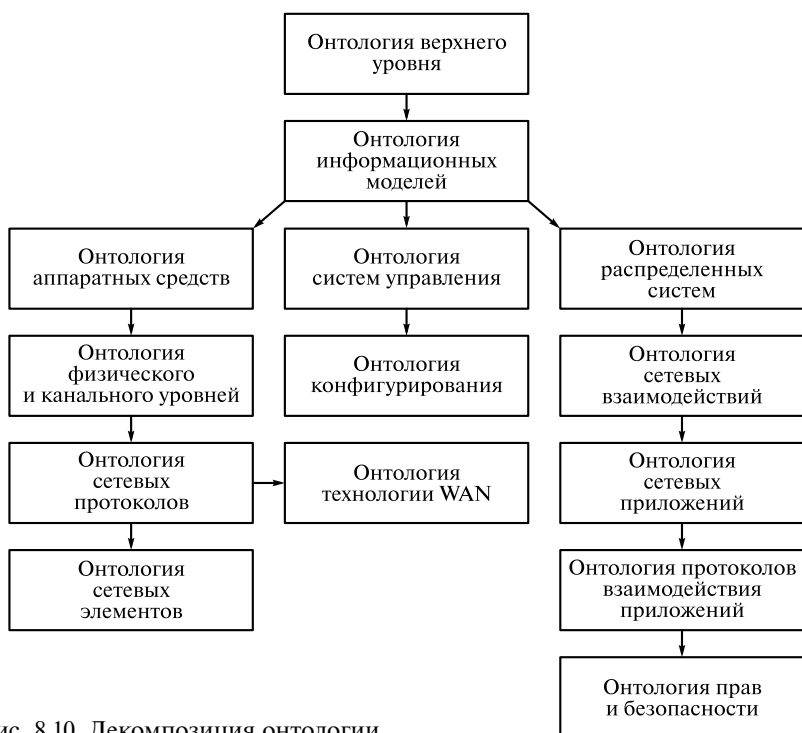 Онтология верхнего
уровня
Онтология
информационных
моделей
Онтология
аппаратных средств
Онтология
систем управления
Онтология
распределенных
систем
Онтология
физического
и канального уровней
Онтология
конфигурирования
Онтология
сетевых
взаимодействий
Онтология
сетевых
протоколов
Онтология
технологии WAN
Онтология
сетевых
приложений
Онтология
сетевых
элементов
Онтология протоколов
взаимодействия
приложений
Онтология прав
и безопасности
ис. 8.10. Декомпозиция онтологии